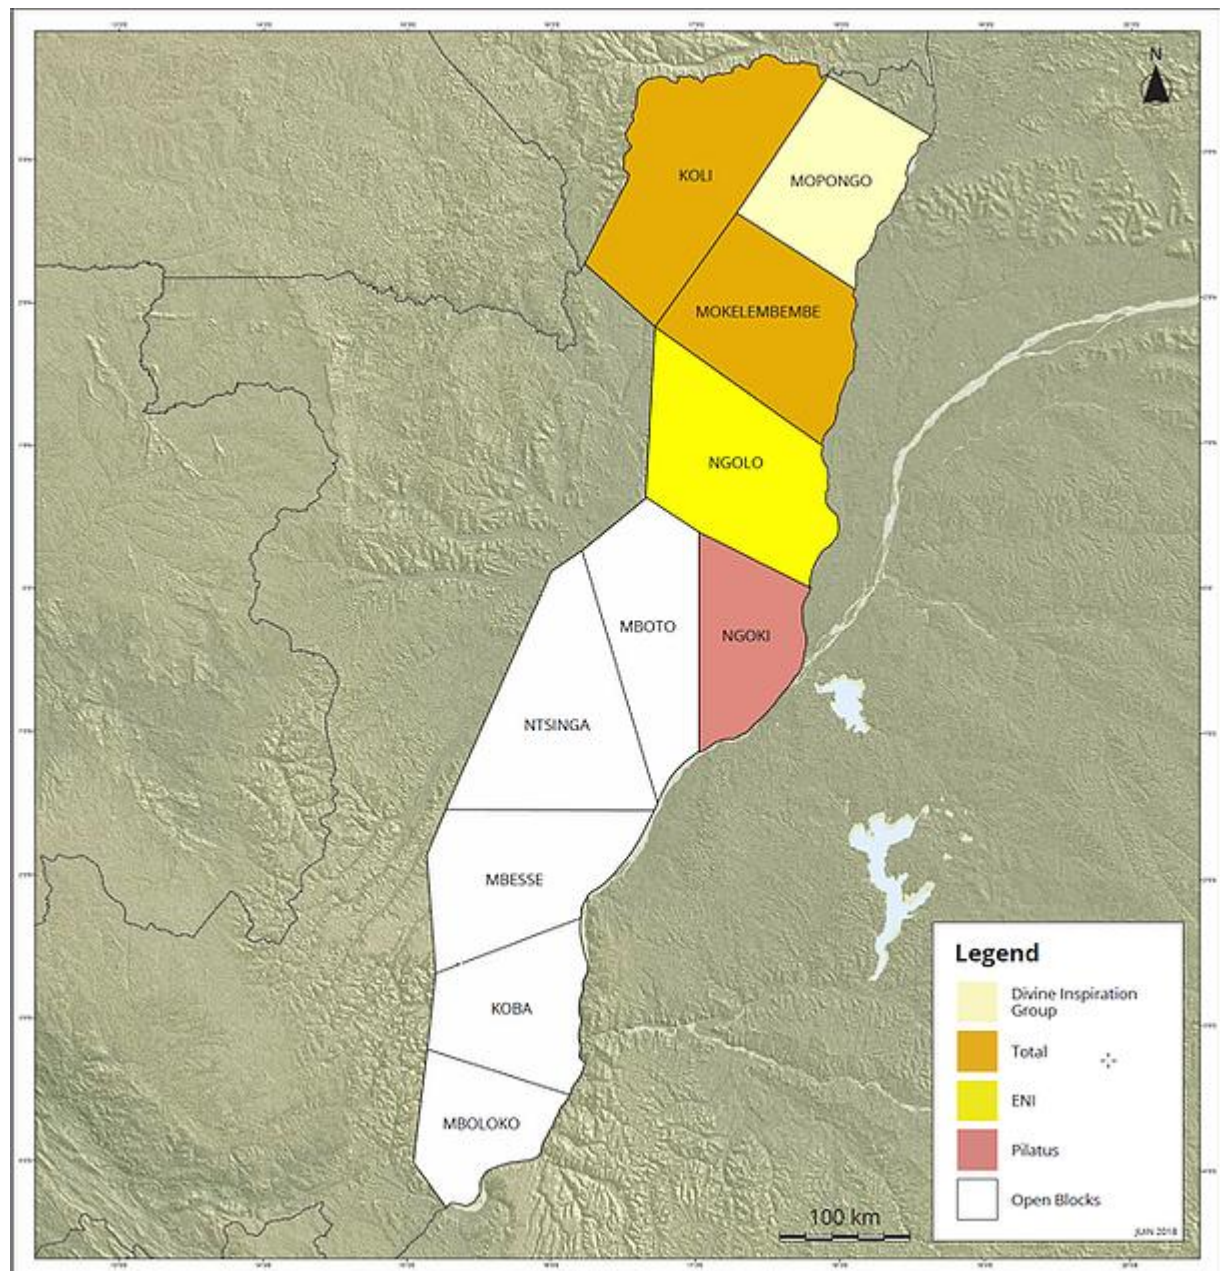 N
KOLI
MOPONGO
MOKELEMBEMBE
NGOLO
MBOTO
NGOKI
NTSINGA
MBESSE
KOBA
MBOLOKO
Legend
Divine Inspiration
Group
Total
ENI
Pilatus
Open Blocks
100 km
JUIN 2018